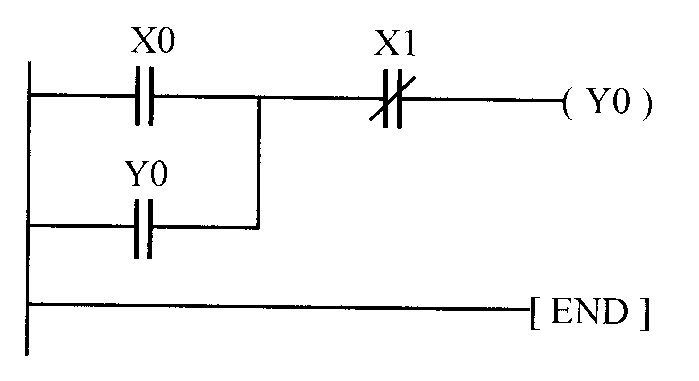 X0
X1
( Y0 )
Y0
[ END ]